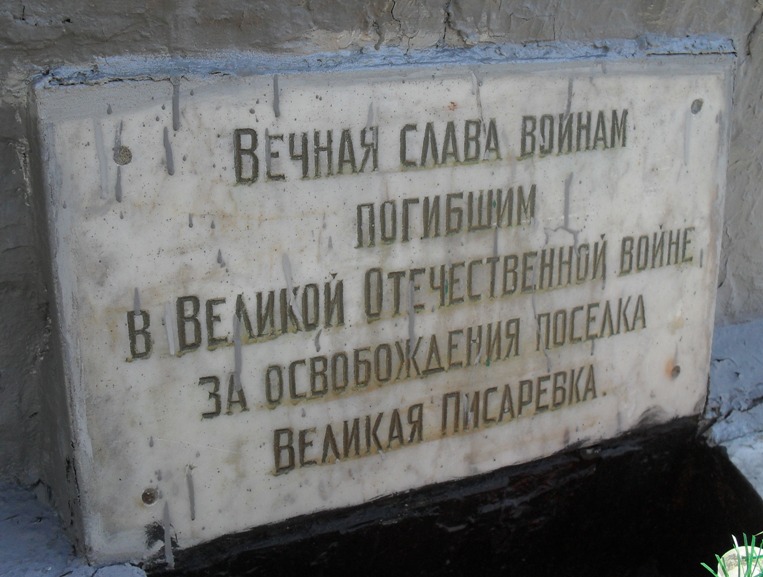 Вечная слава воинам
погибшим
в Великой Отечественной войне
за освобождения поселка
Великая Писаревка.